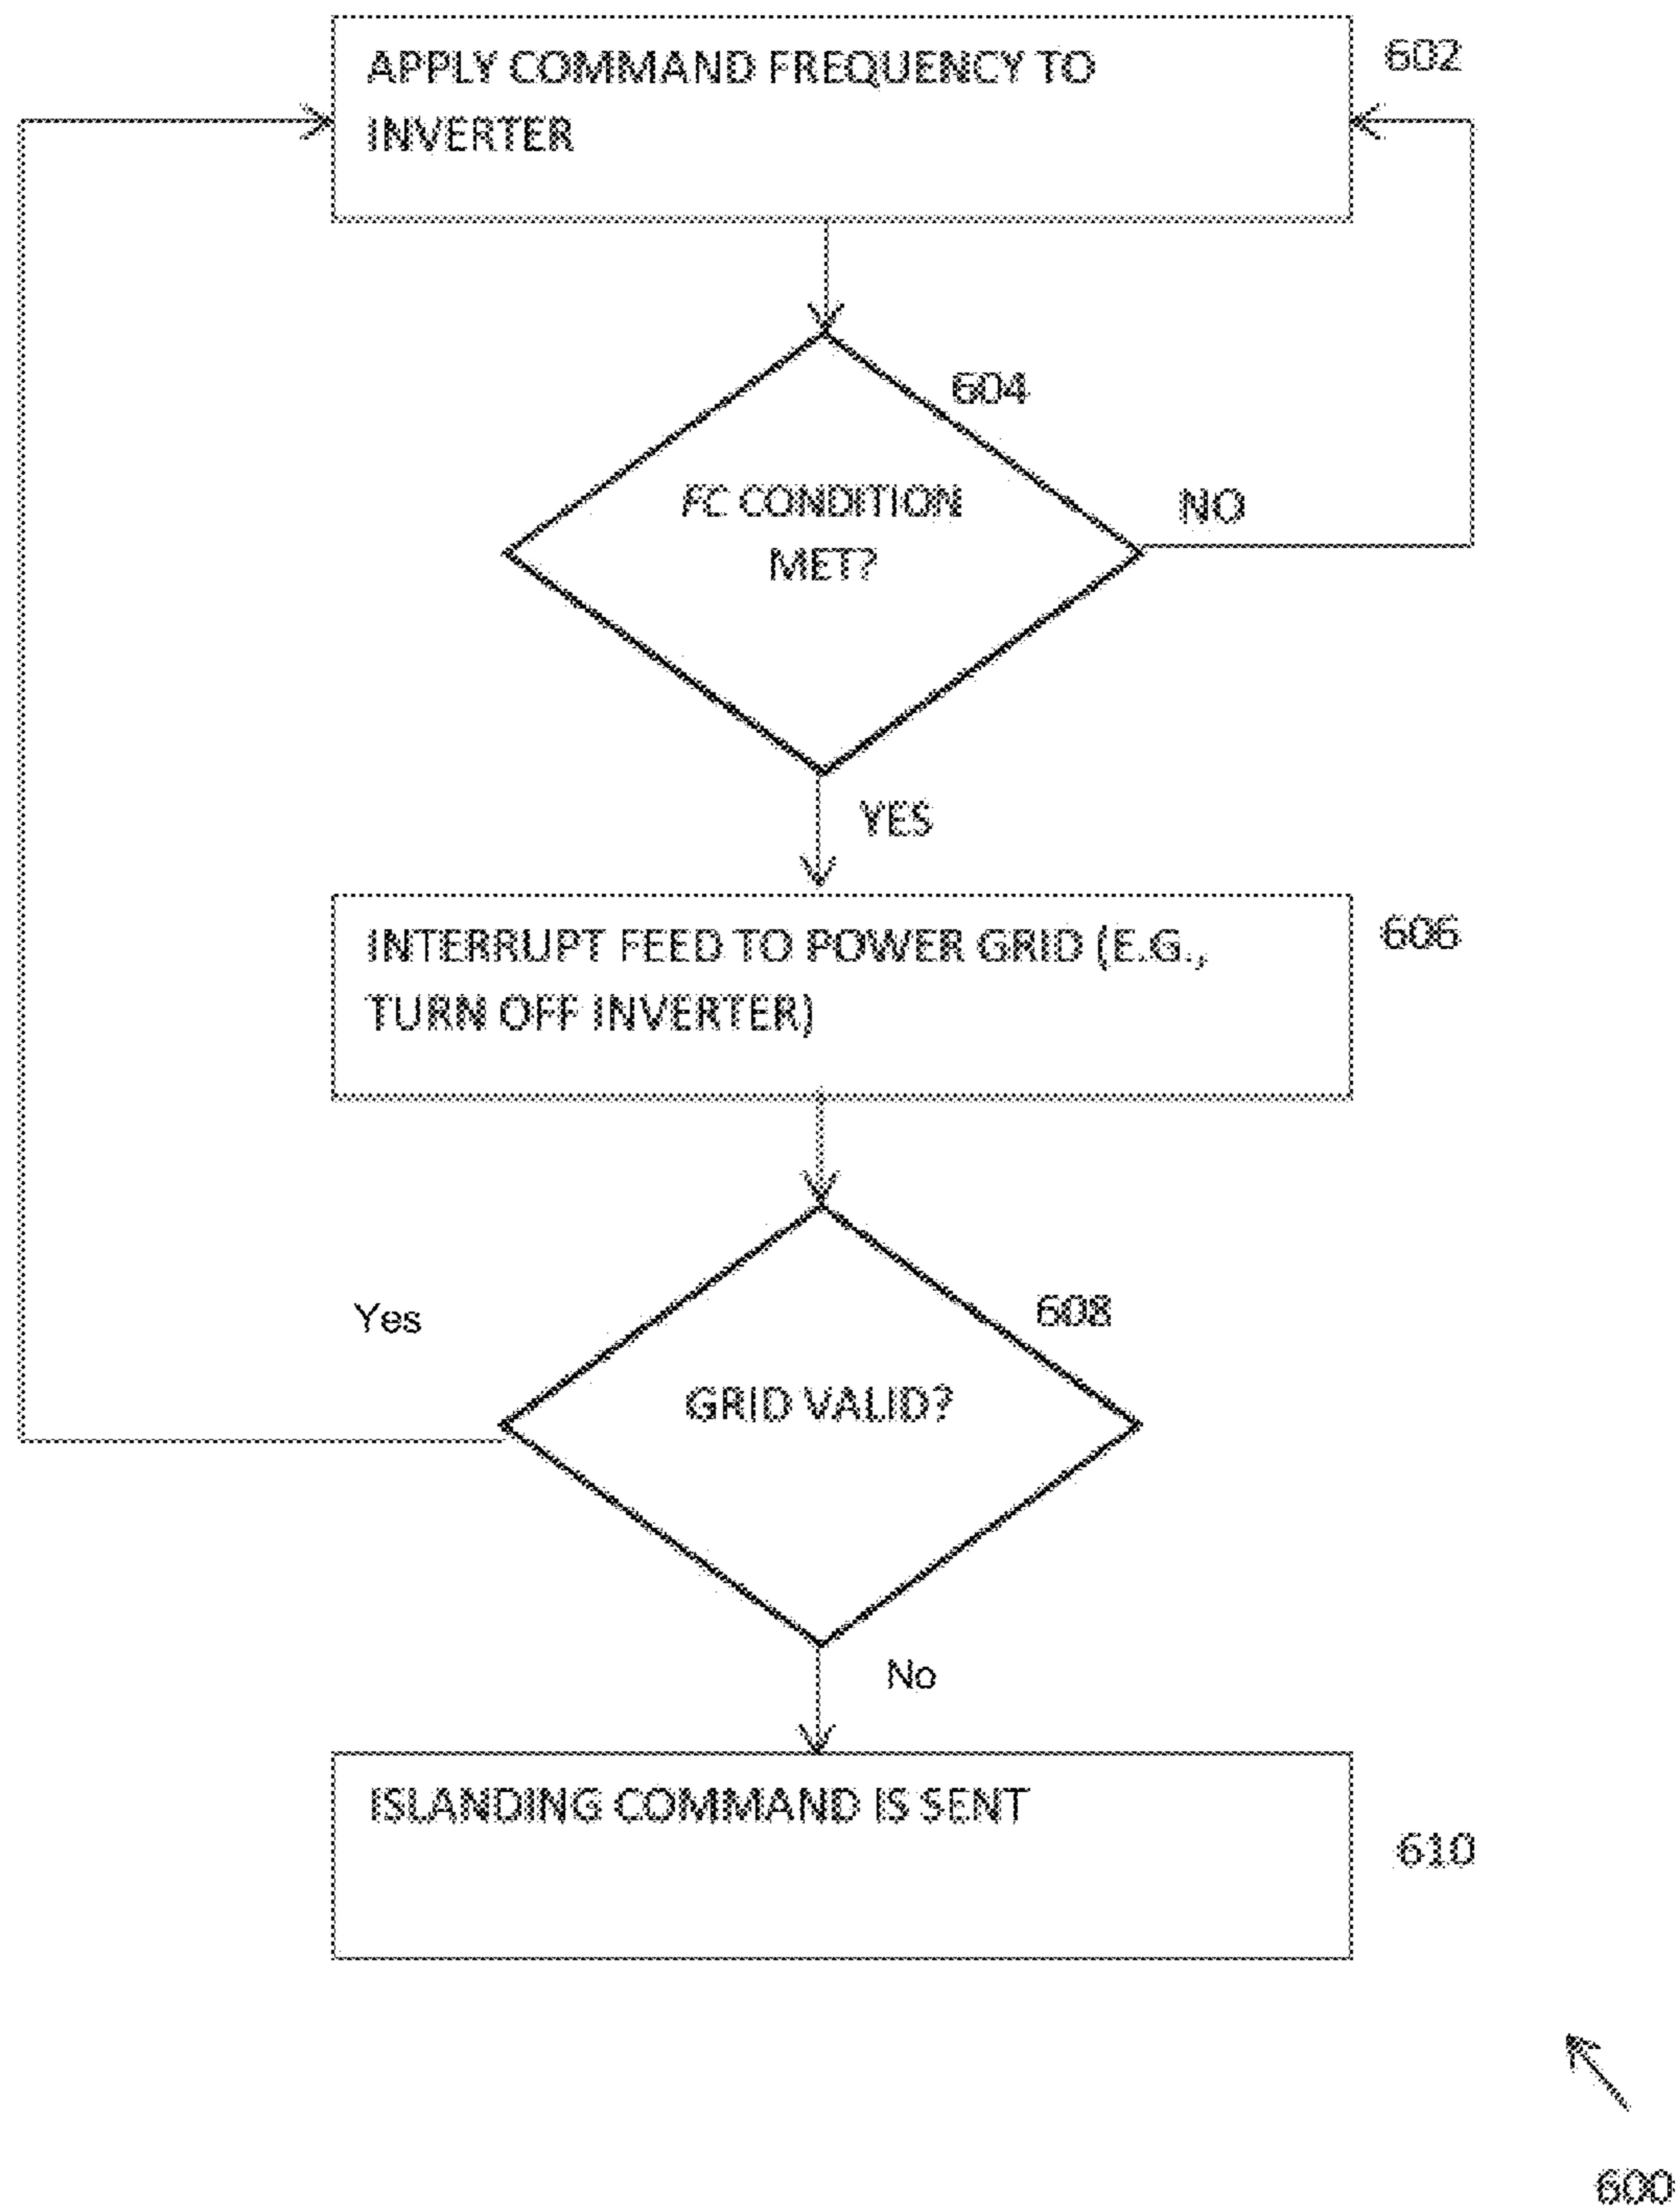 APPLY COMMAND FREQUENCY TO
INVERTER
602
604
FC CONDITION
MET?
NO
YES
INTERRUPT FEED TO POWER GRID (E.G.,
TURN OFF INVERTER)
606
Yes
608
GRID VALID?
No
ISLANDING COMMAND IS SENT
610
600